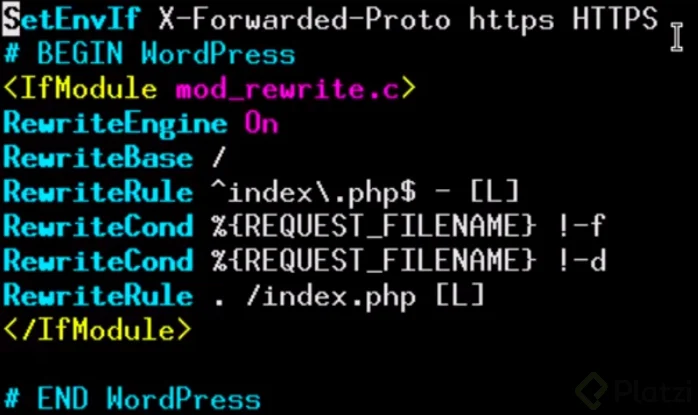 SetEnvIf X-Forwarded-Proto https HTTPS
# BEGIN WordPress
<IfModule mod_rewrite.c>
RewriteEngine On
RewriteBase /
RewriteRule ^index\.php$ - [L]
RewriteCond %{REQUEST_FILENAME} !-f
RewriteCond %{REQUEST_FILENAME} !-d
RewriteRule . /index.php [L]
</IfModule>
# END WordPress
Platzi